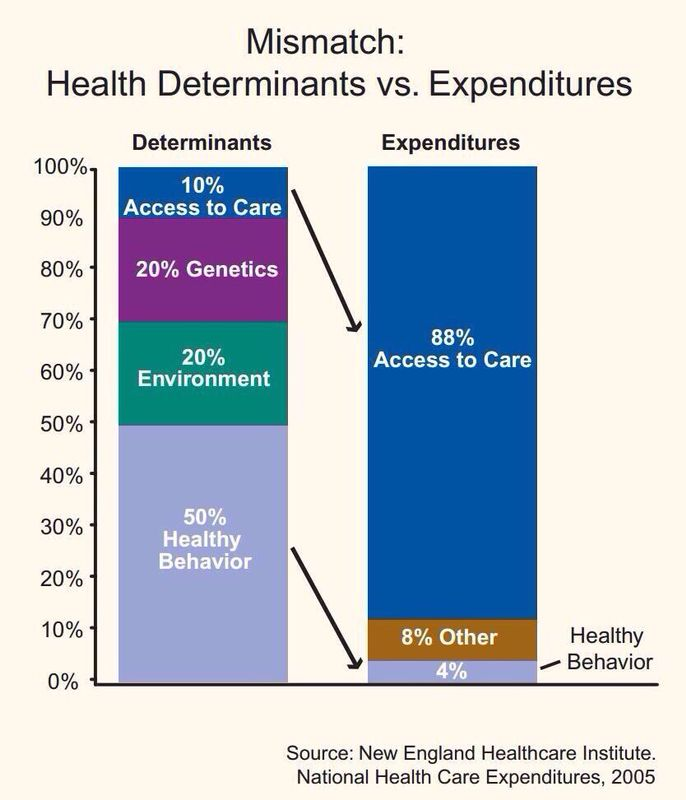 Mismatch:
Health Determinants vs. Expenditures
Determinants
Expenditures
100%
90%
80%
70%
60%
50%
40%
30%
20%
10%
0%
10%
Access to Care
20% Genetics
20%
Environment
50%
Healthy
Behavior
88%
Access to Care
8% Other
4%
Healthy
Behavior
Source: New England Healthcare Institute.
National Health Care Expenditures, 2005